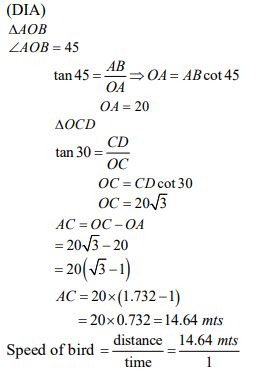 (DIA)
ΔAOB
∠AOB = 45
tan 45 = AB/OA ⇒ OA = AB cot 45
OA = 20
ΔOCD
tan 30 = CD/OC
OC = CD cot 30
OC = 20√3
AC = OC − OA
= 20√3 − 20
= 20(√3 − 1)
AC = 20×(1.732 − 1)
= 20×0.732 = 14.64 mts
Speed of bird = distance/time = 14.64 mts/1